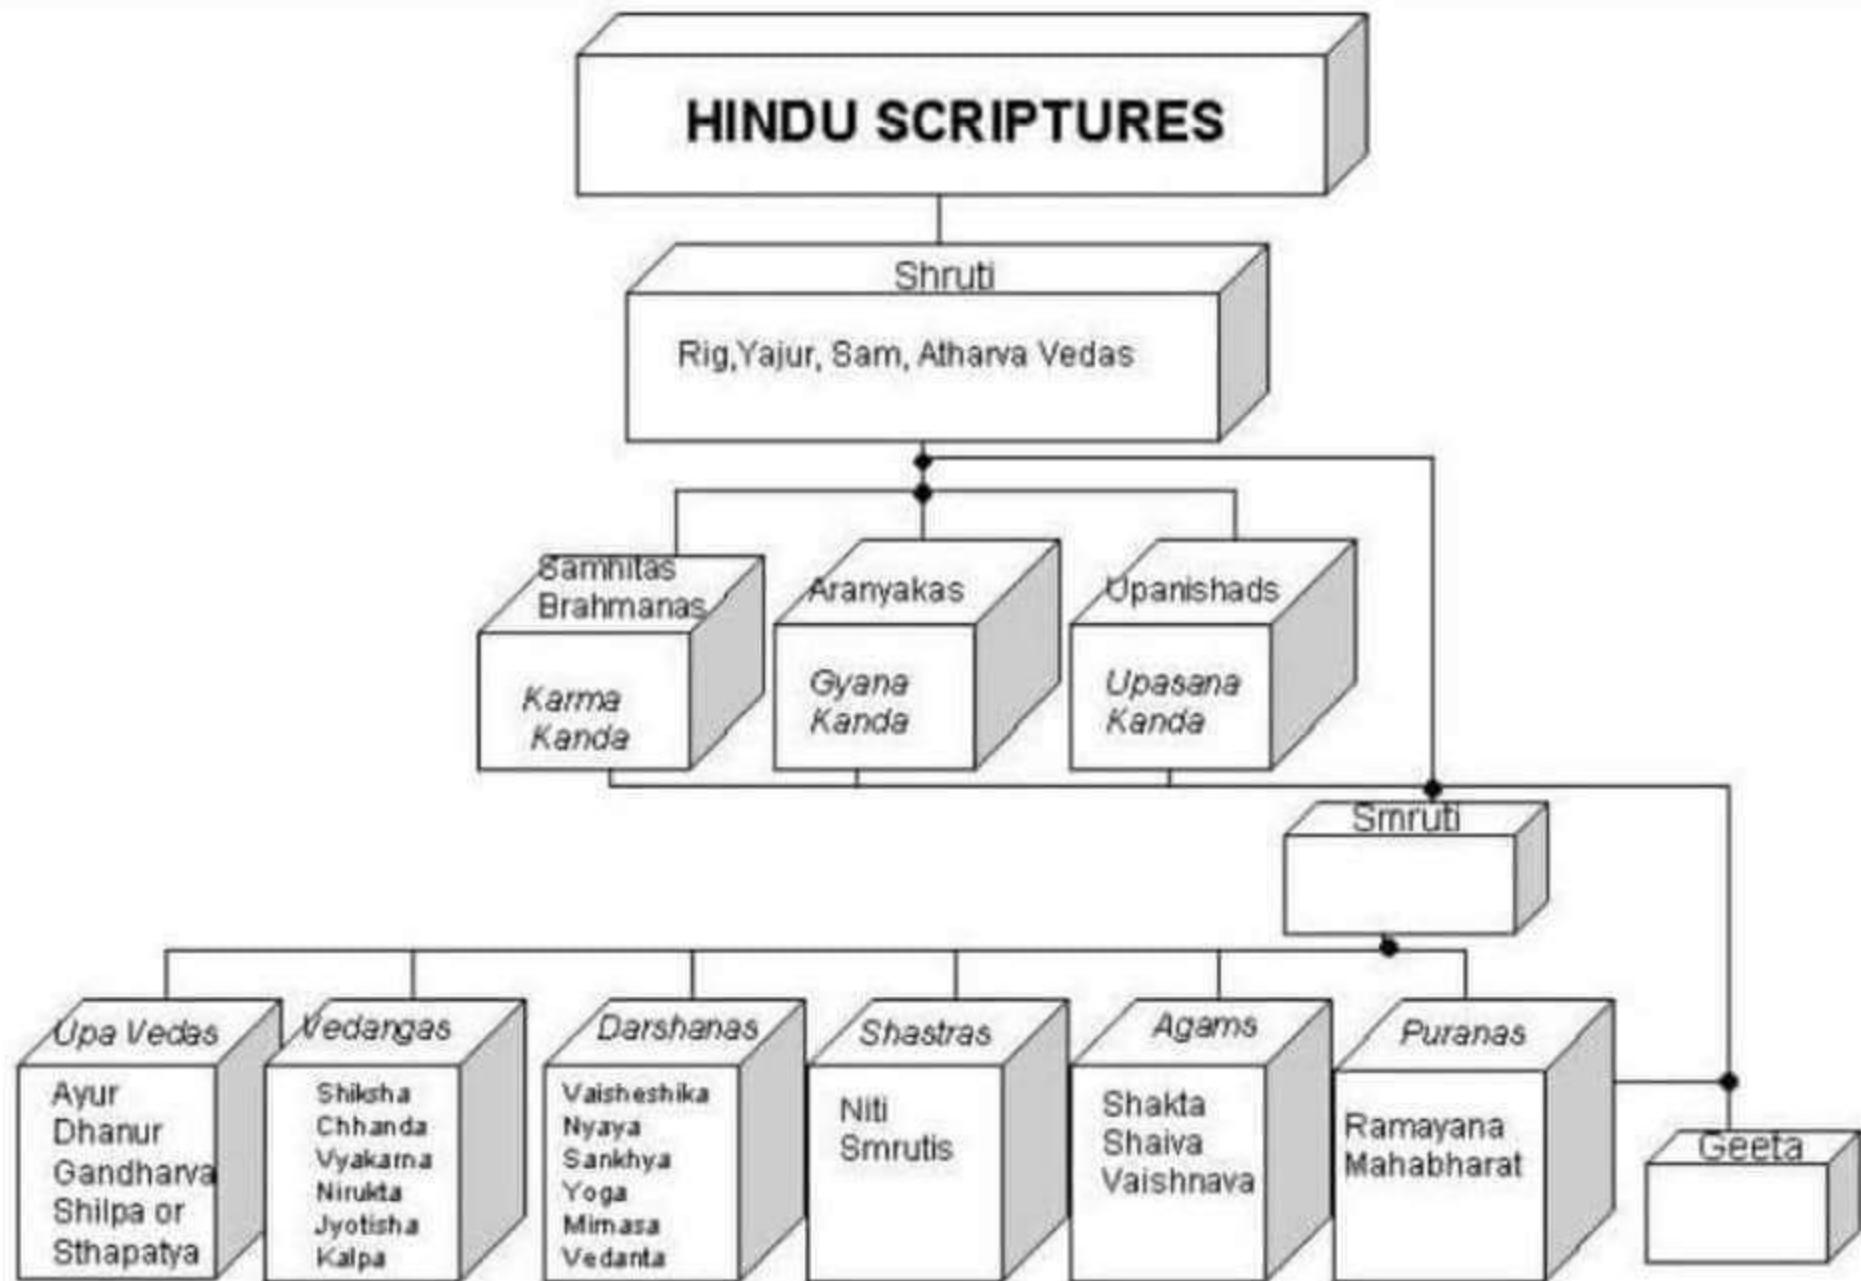 HINDU SCRIPTURES
Shruti
Rig,Yajur, Sam, Atharva Vedas
Samhitas
Brahmanas
Karma
Kanda
Aranyakas
Gyana
Kanda
Upanishads
Upasana
Kanda
Smruti
Upa Vedas
Ayur
Dhanur
Gandharva
Shilpa or
Sthapatya
Vedangas
Shiksha
Chhanda
Vyakarna
Nirukta
Jyotisha
Kalpa
Darshanas
Vaisheshika
Nyaya
Sankhya
Yoga
Mimasa
Vedanta
Shastras
Niti
Smrutis
Agams
Shakta
Shaiva
Vaishnava
Puranas
Ramayana
Mahabharat
Geeta